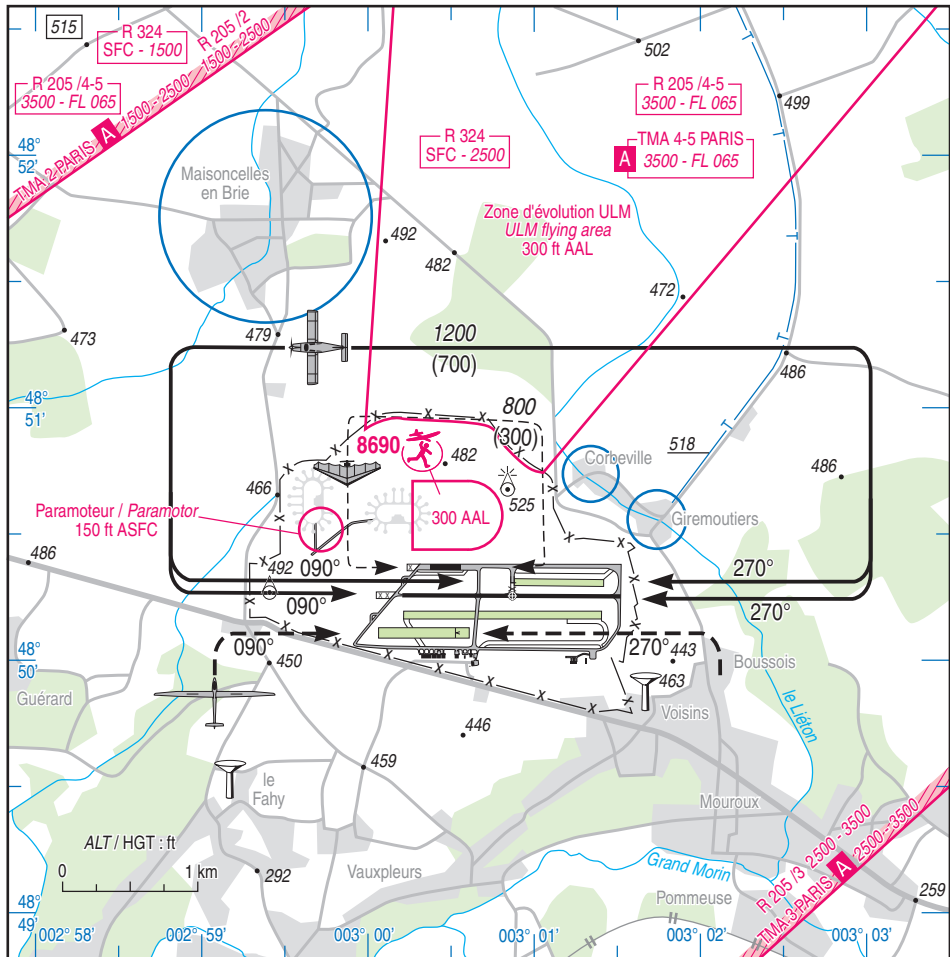 515
R 324
SFC - 1500
R 205 /2
1500 - 2500
R 205 /4-5
3500 - FL 065
TMA 2 PARIS A 1500 - 2500
502
R 205 /4-5
3500 - FL 065
499
R 324
SFC - 2500
TMA 4-5 PARIS
A 3500 - FL 065
48°
52'
Maisoncelles
en Brie
Zone d'évolution ULM
ULM flying area
300 ft AAL
492
482
472
473
479
1200
(700)
486
48°
51'
800
(300)
8690
482
Corbeville
518
486
466
525
Paramoteur / Paramotor
150 ft ASFC
300 AAL
Giremoutiers
486
492
090°
270°
090°
270°
090°
270°
443
48°
50'
450
463
Boussois
Guérard
Voisins
le Liéton
446
459
le
Fahy
Mouroux
ALT / HGT : ft
0
1 km
292
Vauxpleurs
Grand Morin
R 205 /3 2500 - 3500
TMA 3 PARIS A 2500 - 3500
259
Pommeuse
48°
49'
002° 58'
002° 59'
003° 00'
003° 01'
003° 02'
003° 03'